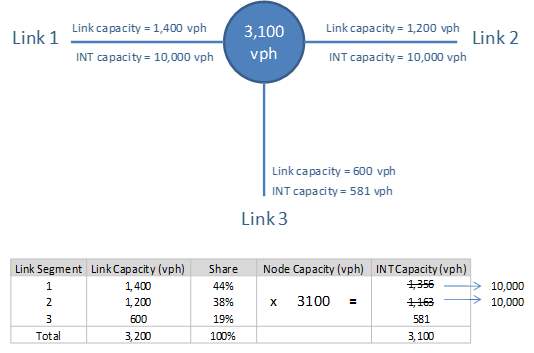 Link 1
Link capacity = 1,400 vph
INT capacity = 10,000 vph
3,100
vph
Link capacity = 1,200 vph
INT capacity = 10,000 vph
Link 2
Link capacity = 600 vph
INT capacity = 581 vph
Link 3
Link Segment Link Capacity (vph) Share Node Capacity (vph) INT Capacity (vph)
1 1,400 44% 1,356 10,000
2 1,200 38% x 3100 = 1,163 10,000
3 600 19% 581
Total 3,200 100% 3,100